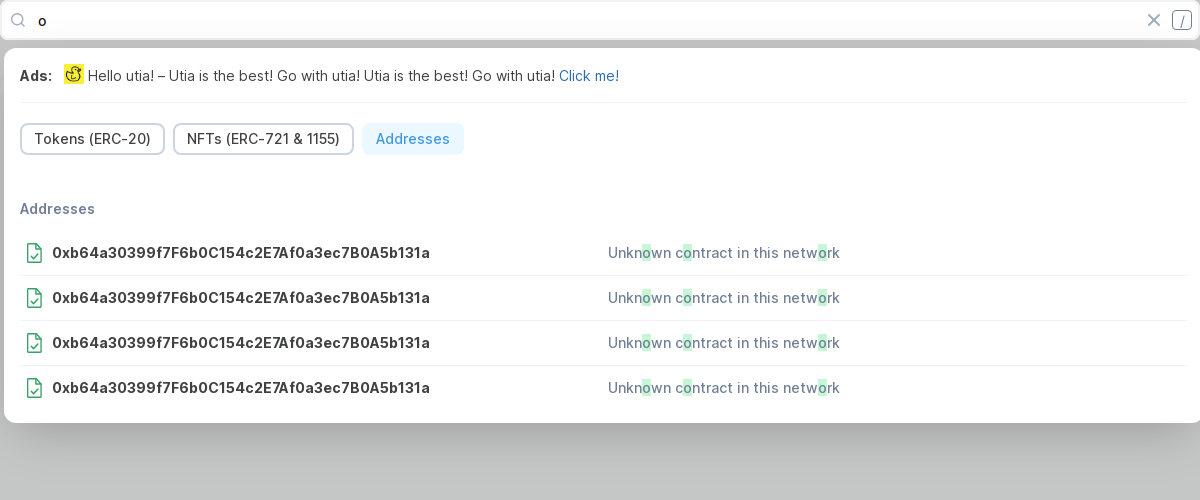 o /
Ads: Hello utia! – Utia is the best! Go with utia! Utia is the best! Go with utia! Click me!
Tokens (ERC-20) NFTs (ERC-721 & 1155) Addresses
Addresses
0xb64a30399f7F6b0C154c2E7Af0a3ec7B0A5b131a Unknown contract in this network
0xb64a30399f7F6b0C154c2E7Af0a3ec7B0A5b131a Unknown contract in this network
0xb64a30399f7F6b0C154c2E7Af0a3ec7B0A5b131a Unknown contract in this network
0xb64a30399f7F6b0C154c2E7Af0a3ec7B0A5b131a Unknown contract in this network